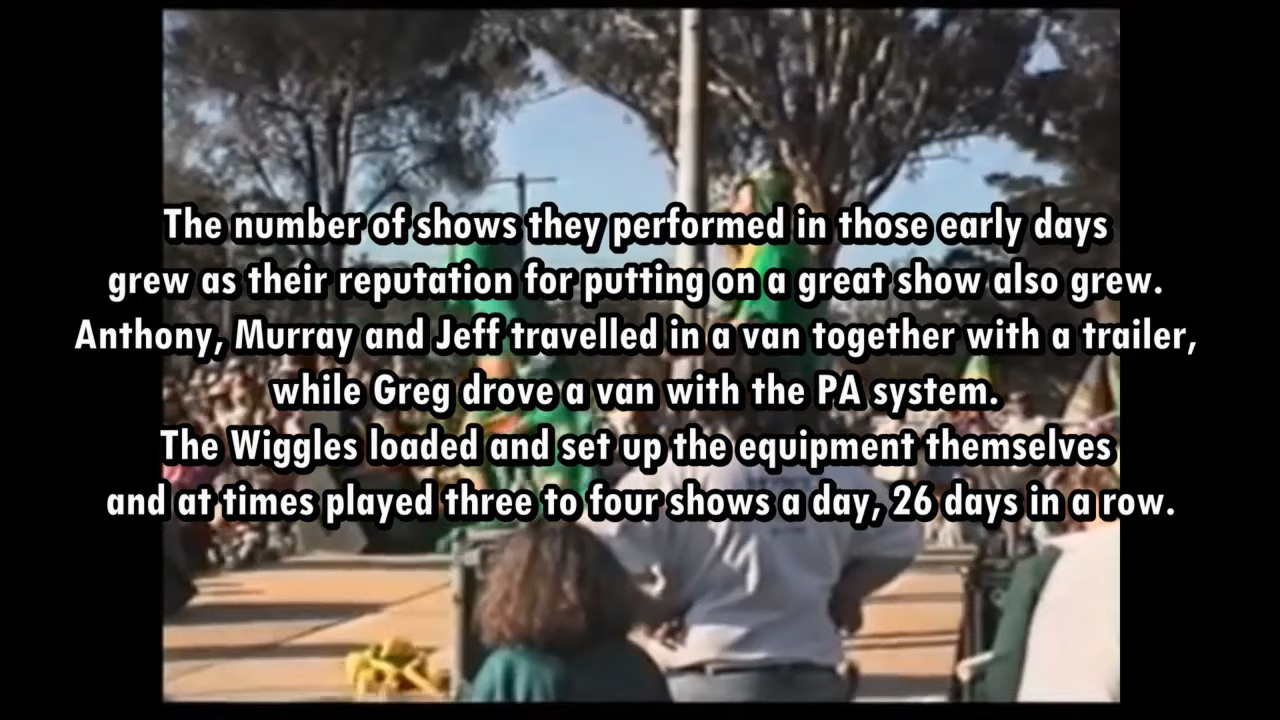 The number of shows they performed in those early days
grew as their reputation for putting on a great show also grew.
Anthony, Murray and Jeff travelled in a van together with a trailer,
while Greg drove a van with the PA system.
The Wiggles loaded and set up the equipment themselves
and at times played three to four shows a day, 26 days in a row.